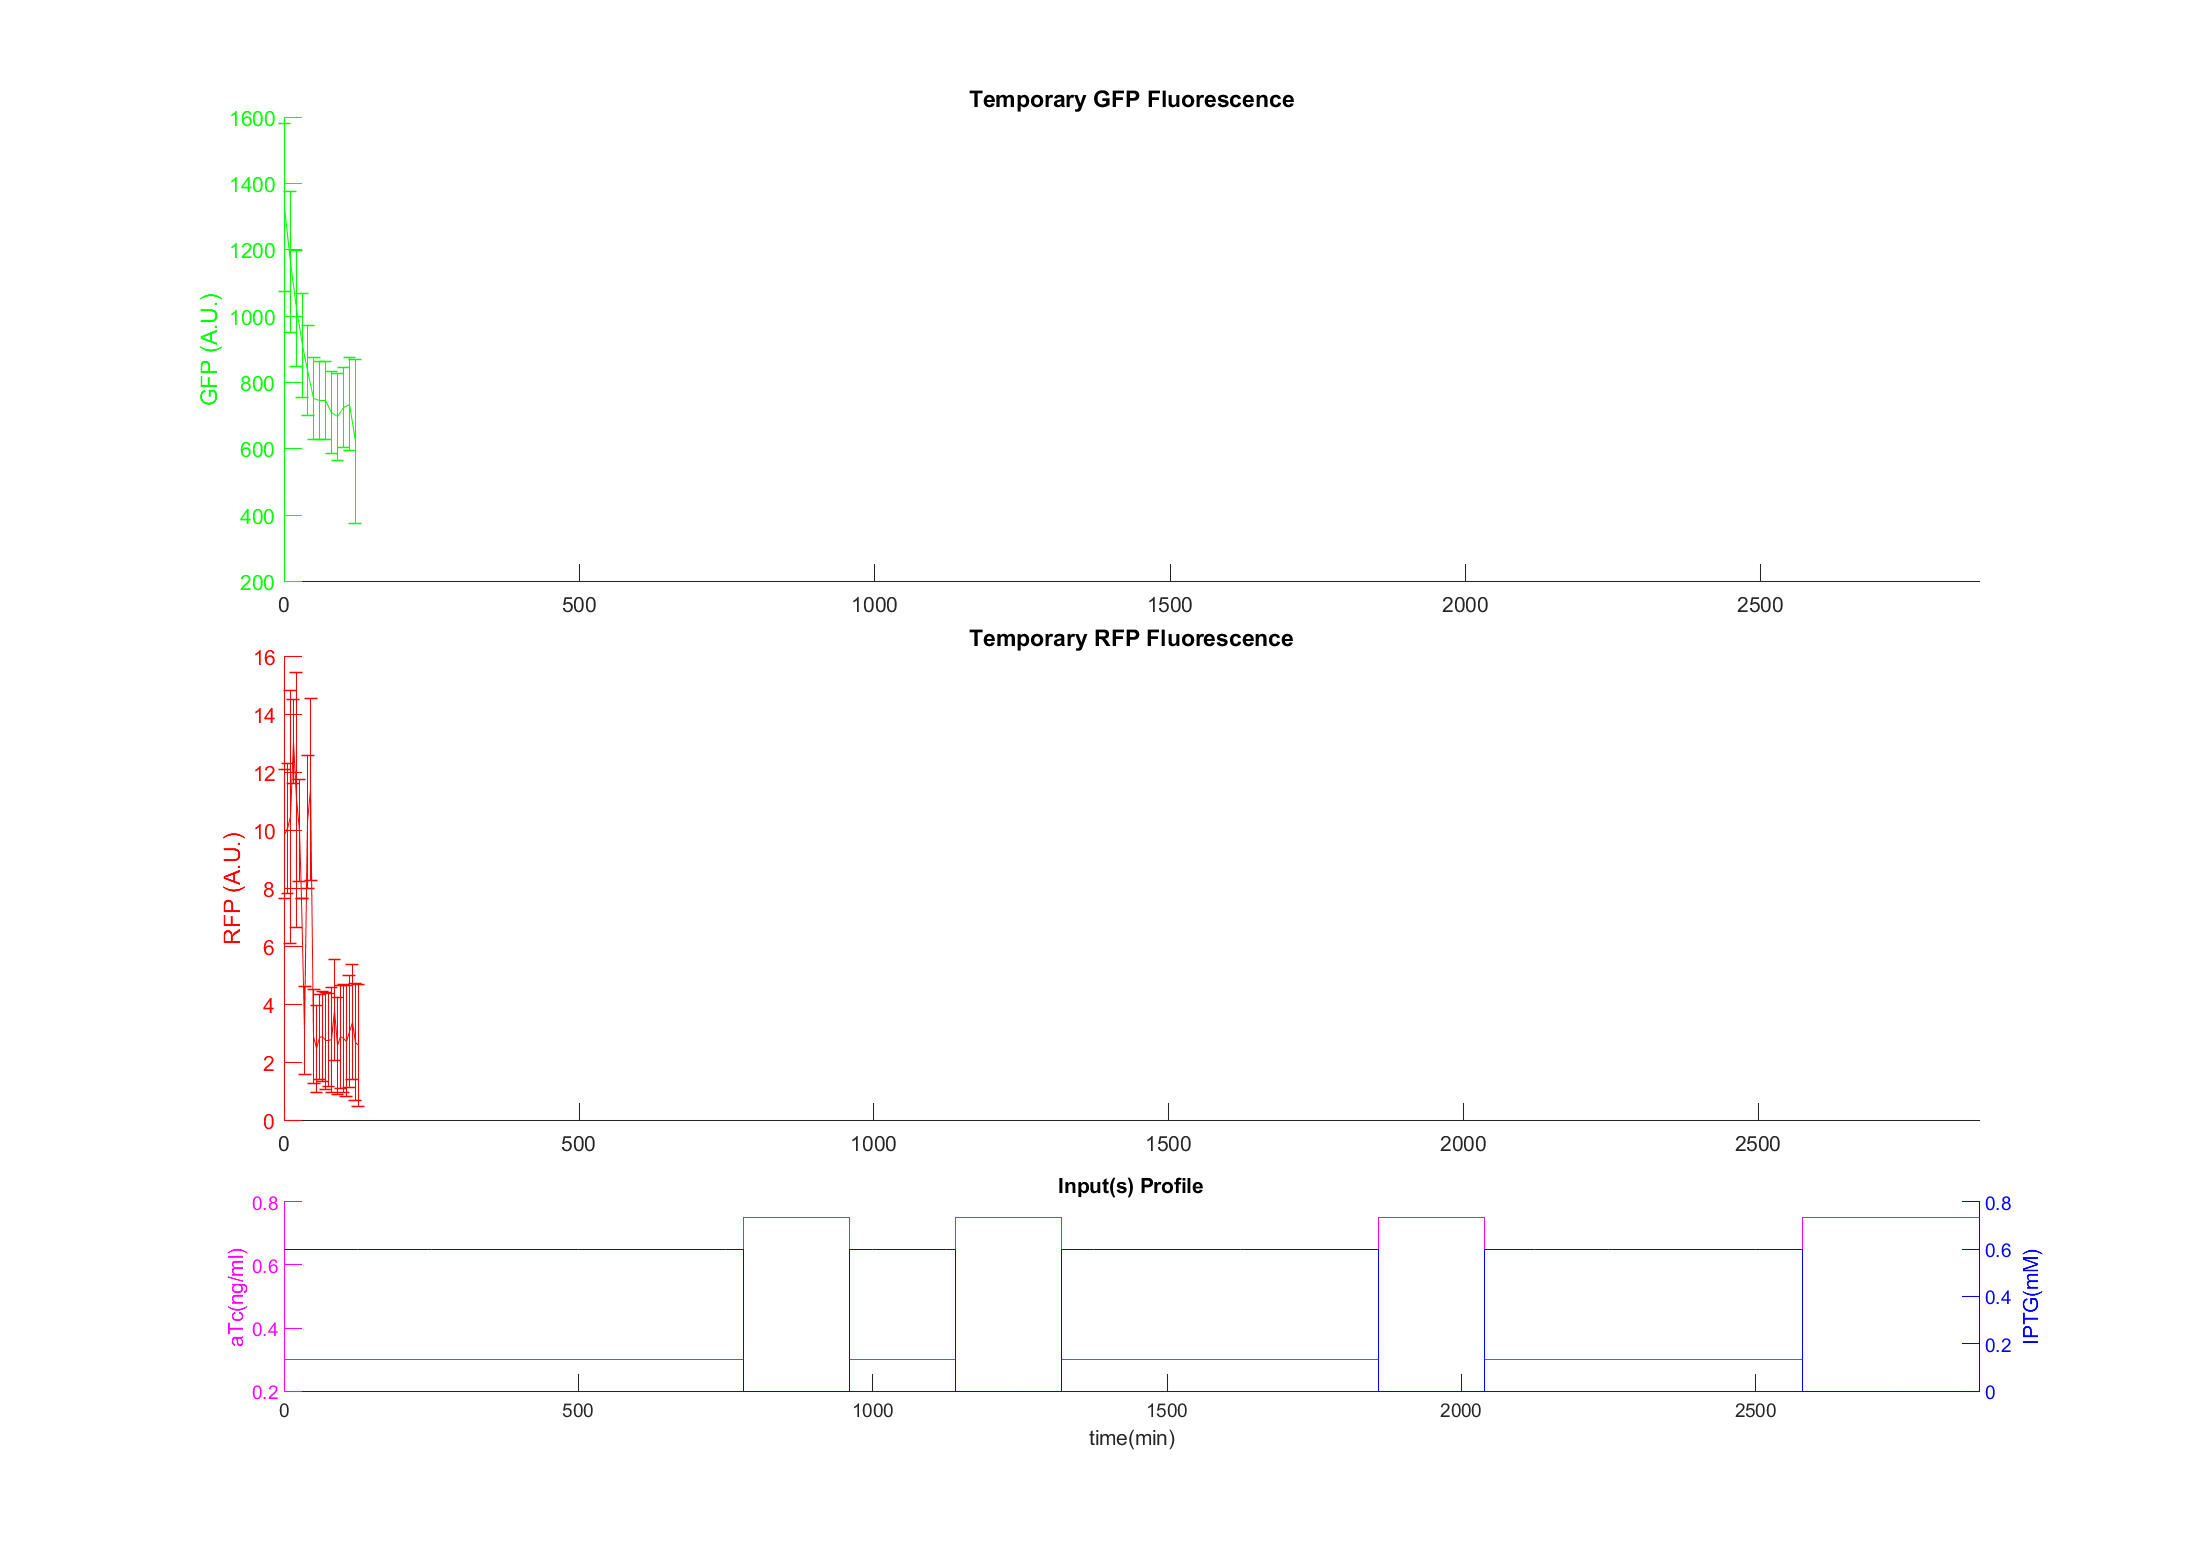 Temporary GFP Fluorescence
1600
1400
1200
1000
800
600
400
200
GFP (A.U.)
0 500 1000 1500 2000 2500
Temporary RFP Fluorescence
16
14
12
10
8
6
4
2
0
RFP (A.U.)
0 500 1000 1500 2000 2500
Input(s) Profile
0.8
0.6
0.4
0.2
aTc(ng/ml)
0.8
0.6
0.4
0.2
0
IPTG(mM)
0 500 1000 1500 2000 2500
time(min)